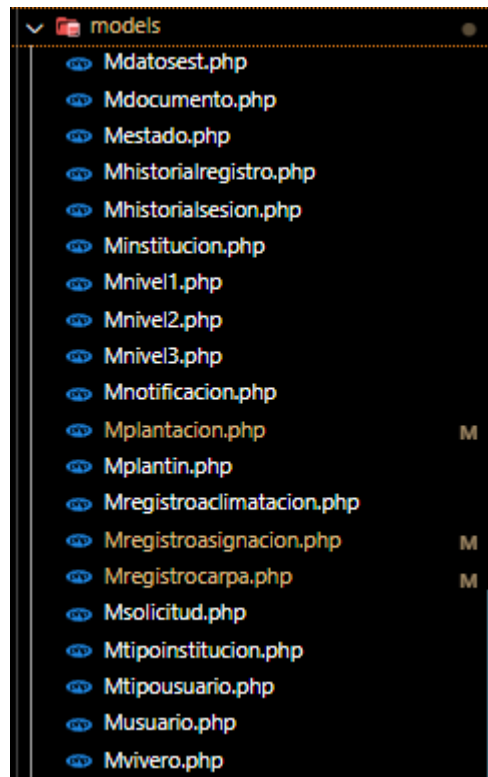 models
Mdatosest.php
Mdocumento.php
Mestado.php
Mhistorialregistro.php
Mhistorialsesion.php
Minstitucion.php
Mnivel1.php
Mnivel2.php
Mnivel3.php
Mnotificacion.php
Mplantacion.php M
Mplantin.php
Mregistroaclimatacion.php
Mregistroasignacion.php M
Mregistrocarpa.php M
Msolicitud.php
Mtipoinstitucion.php
Mtipousuario.php
Musuario.php
Mvivero.php